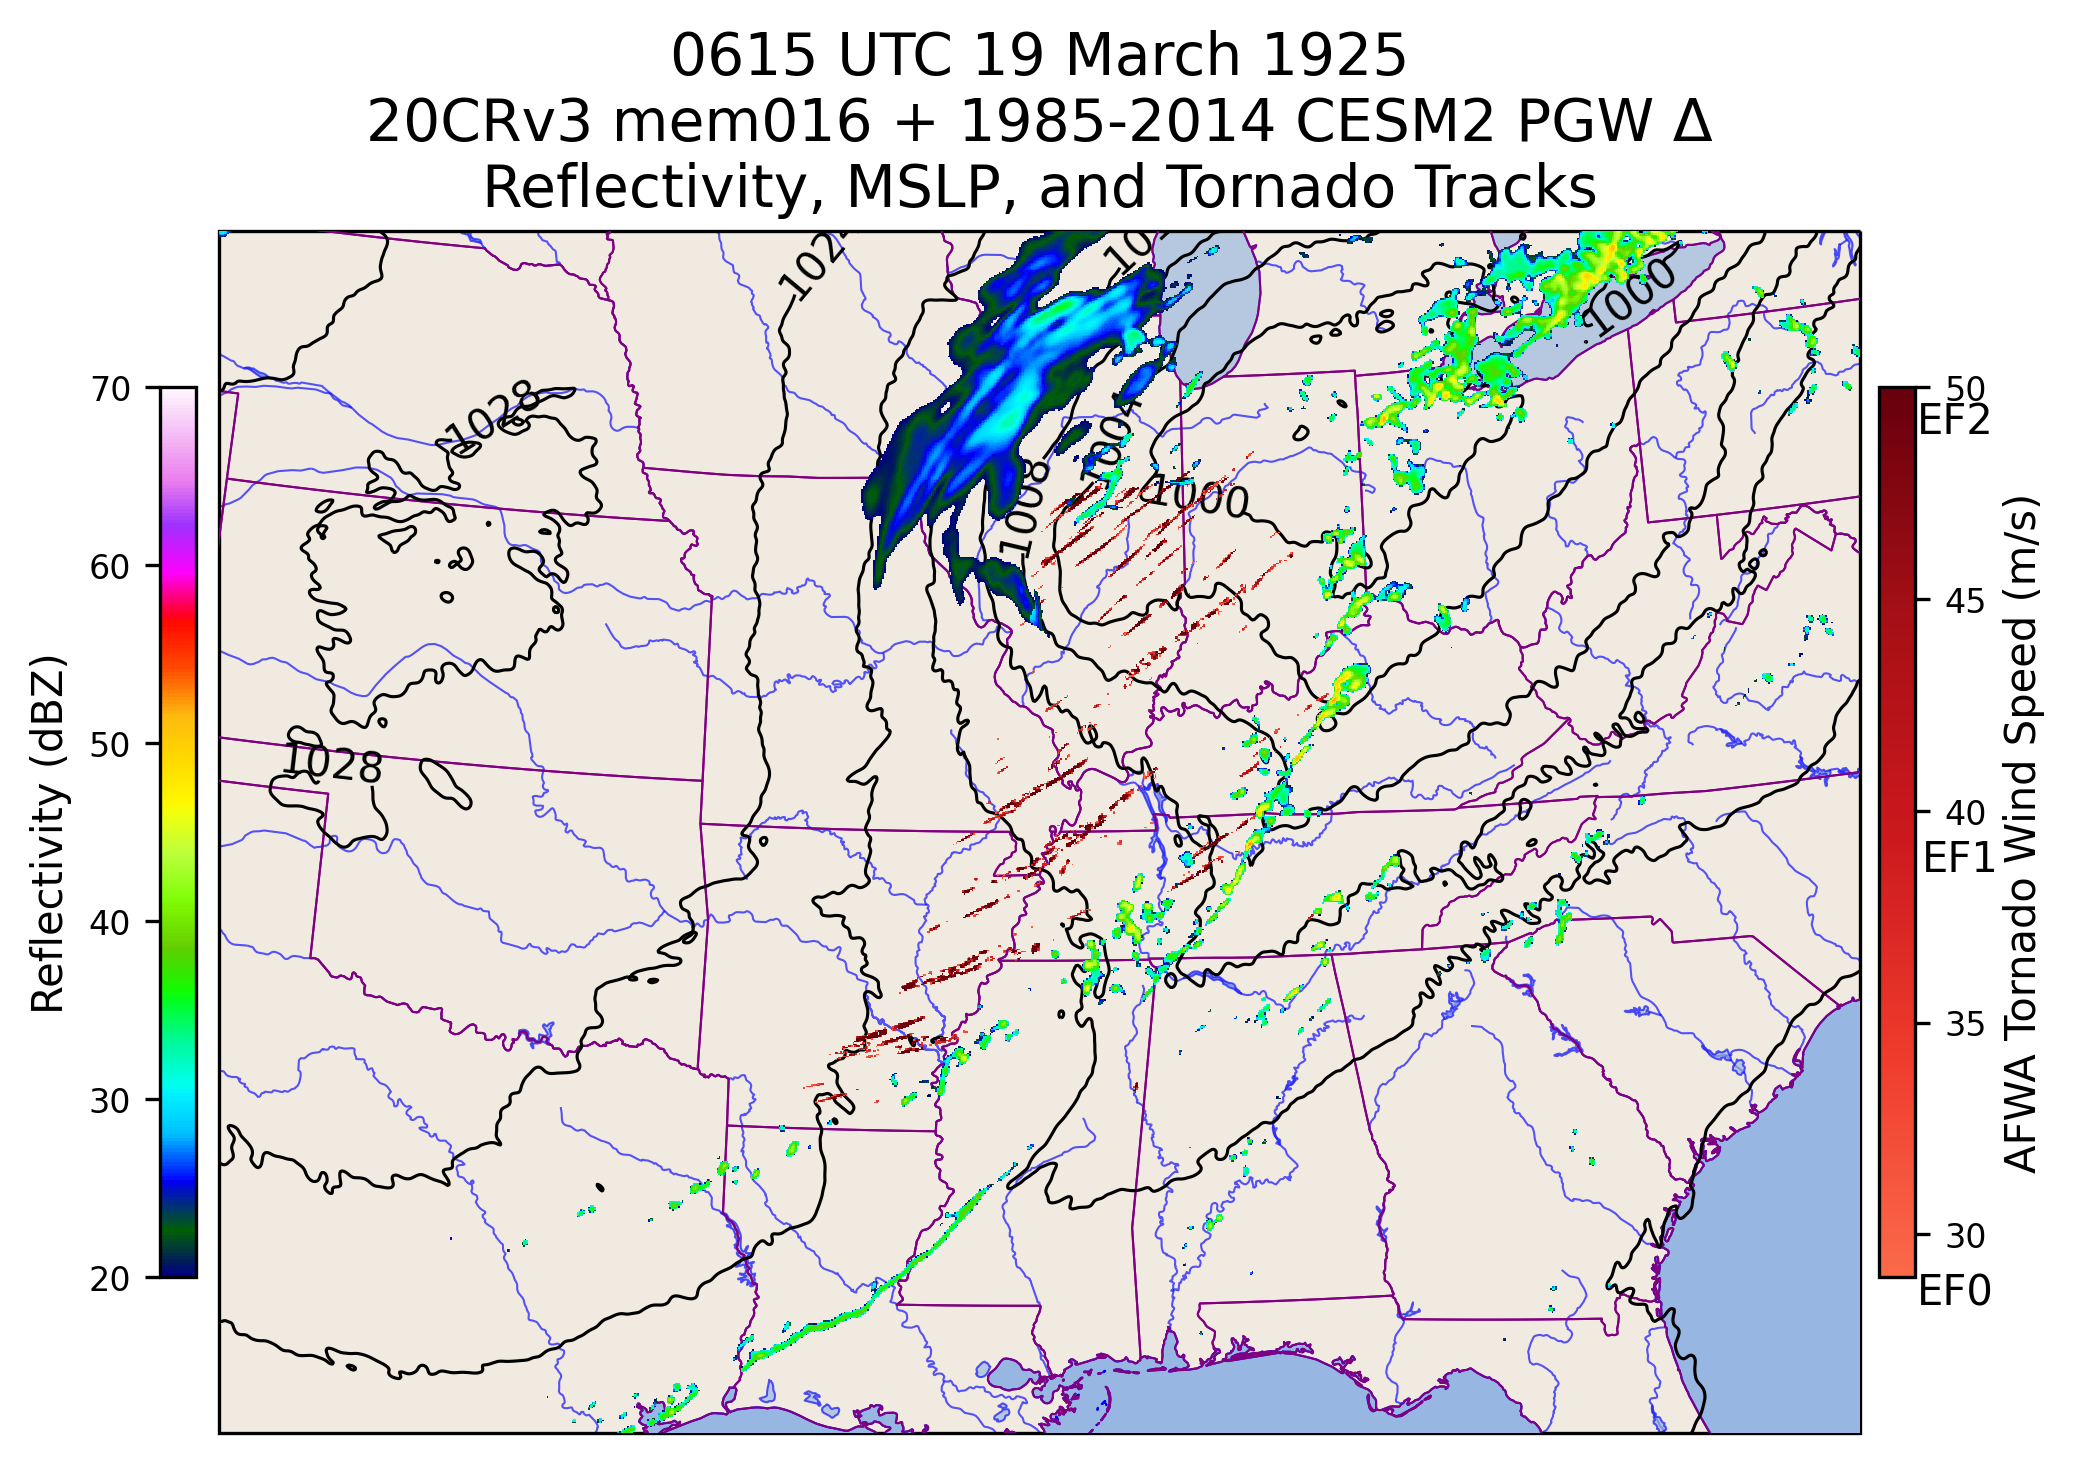 0615 UTC 19 March 1925
20CRv3 mem016 + 1985-2014 CESM2 PGW Δ
Reflectivity, MSLP, and Tornado Tracks
1000
1028
1004
1008
1000
1028
70
60
50
40
30
20
Reflectivity (dBZ)
50
EF2
45
40
EF1
35
30
EF0
AFWA Tornado Wind Speed (m/s)